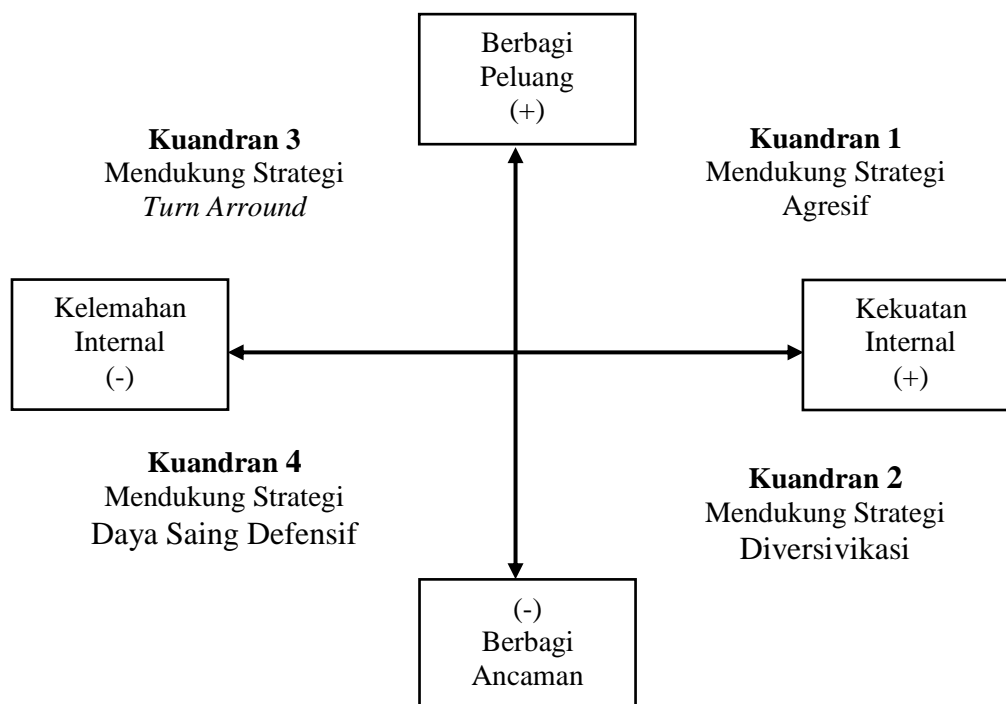 Berbagi
Peluang
(+)
Kuandran 3
Mendukung Strategi
Turn Arround
Kuandran 1
Mendukung Strategi
Agresif
Kelemahan
Internal
(-)
Kekuatan
Internal
(+)
Kuandran 4
Mendukung Strategi
Daya Saing Defensif
Kuandran 2
Mendukung Strategi
Diversivikasi
(-)
Berbagi
Ancaman